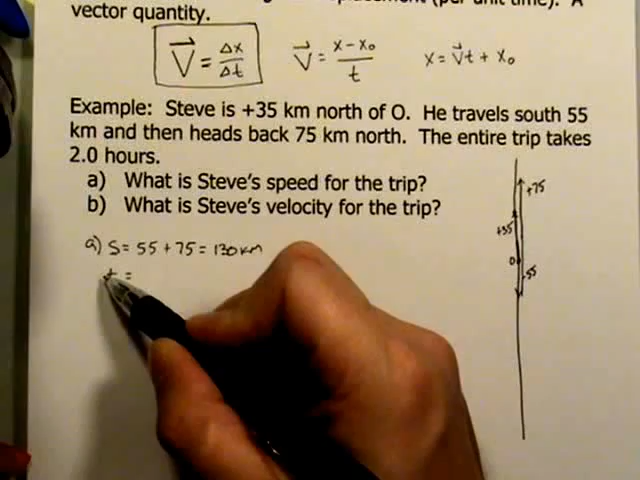 vector quantity.
V⃗ = Δx/Δt V⃗ = x - x₀/t x = V⃗t + x₀
Example: Steve is +35 km north of O. He travels south 55
km and then heads back 75 km north. The entire trip takes
2.0 hours.
a) What is Steve's speed for the trip?
b) What is Steve's velocity for the trip?
+75
+35
0
-55
a) S = 55 + 75 = 130 km
t =